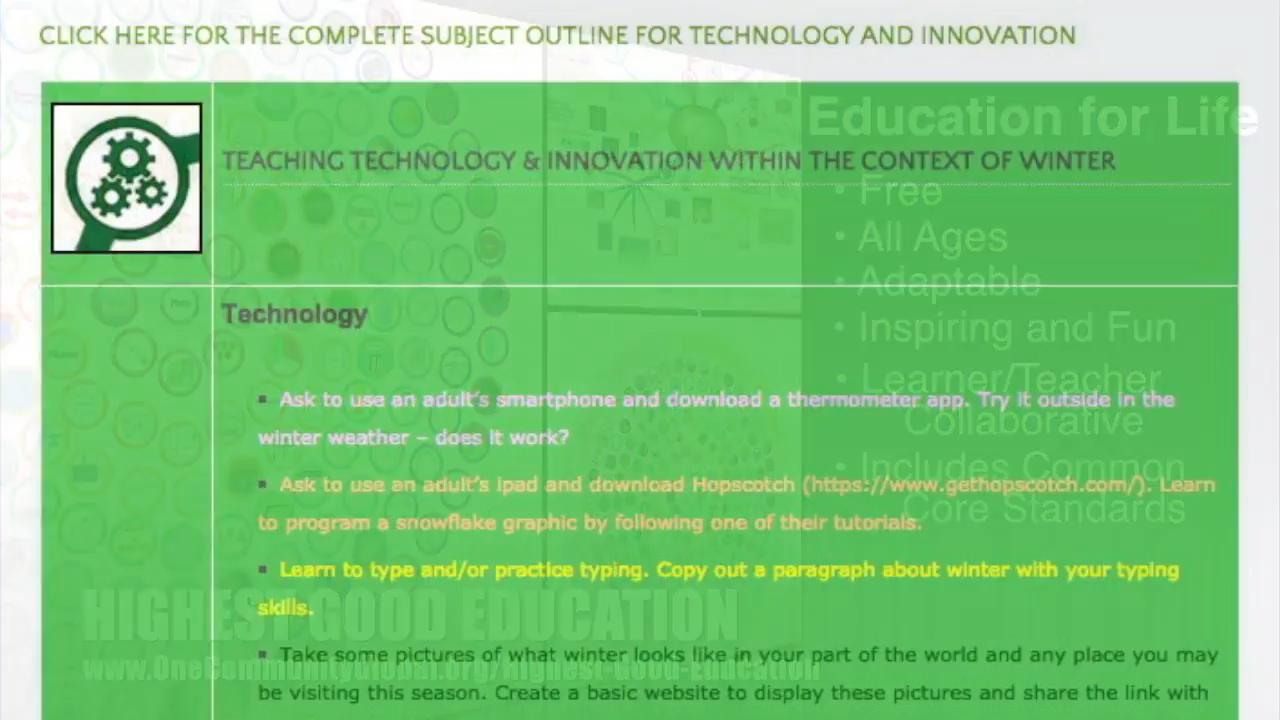 CLICK HERE FOR THE COMPLETE SUBJECT OUTLINE FOR TECHNOLOGY AND INNOVATION
Education for Life
TEACHING TECHNOLOGY & INNOVATION WITHIN THE CONTEXT OF WINTER
• Free
• All Ages
• Adaptable
Technology
• Inspiring and Fun
• Learner/Teacher
Collaborative
▪ Ask to use an adult's smartphone and download a thermometer app. Try it outside in the
winter weather – does it work?
• Includes Common
Core Standards
▪ Ask to use an adult's ipad and download Hopscotch (https://www.gethopscotch.com/). Learn
to program a snowflake graphic by following one of their tutorials.
▪ Learn to type and/or practice typing. Copy out a paragraph about winter with your typing
skills.
HIGHEST GOOD EDUCATION
www.OneCommunityGlobal.org/Highest-Good-Education
▪ Take some pictures of what winter looks like in your part of the world and any place you may
be visiting this season. Create a basic website to display these pictures and share the link with